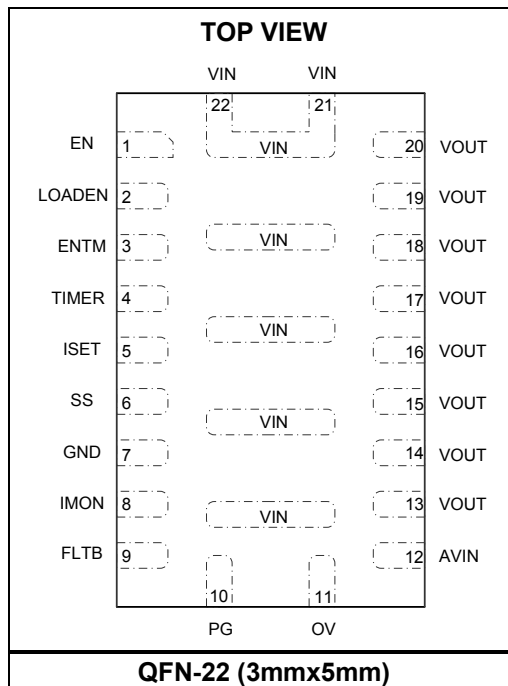 TOP VIEW
VIN VIN
22 21
EN 1 VIN 20 VOUT
LOADEN 2 19 VOUT
ENTM 3 VIN 18 VOUT
TIMER 4 17 VOUT
VIN
ISET 5 16 VOUT
SS 6 15 VOUT
VIN
GND 7 14 VOUT
IMON 8 13 VOUT
VIN
FLTB 9 12 AVIN
10 11
PG OV
QFN-22 (3mmx5mm)